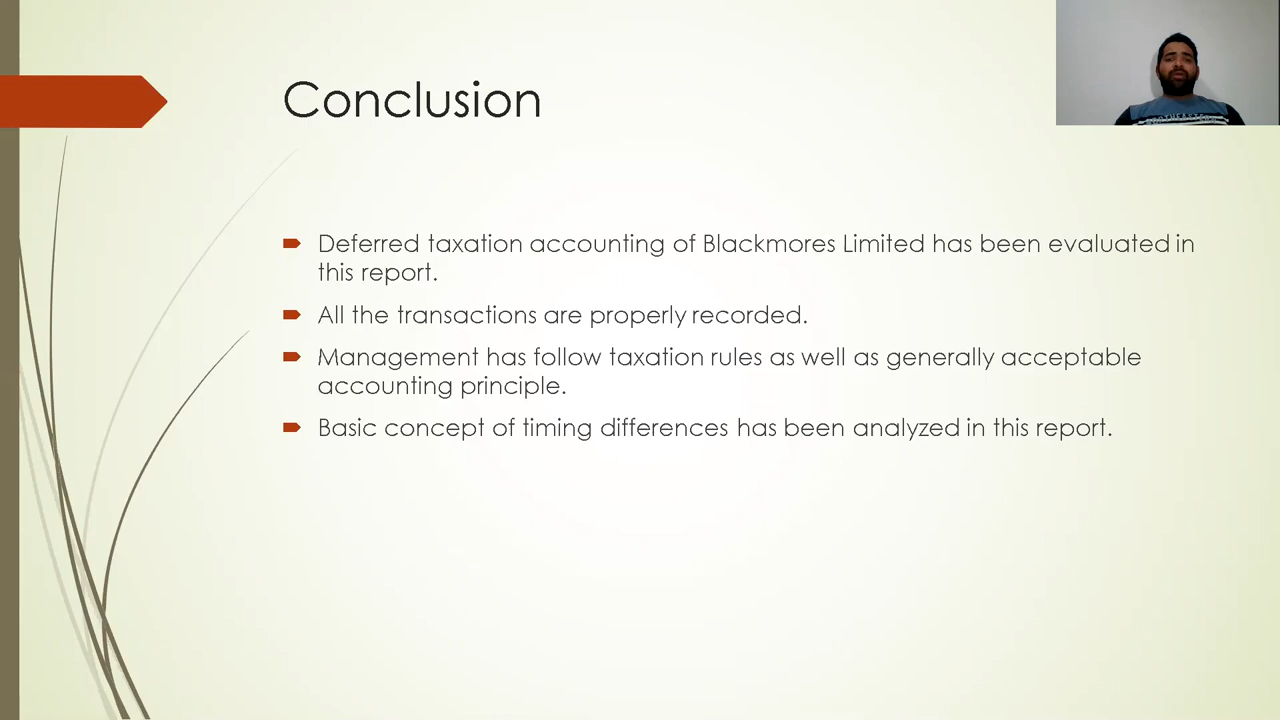 Conclusion
Deferred taxation accounting of Blackmores Limited has been evaluated in
this report.
All the transactions are properly recorded.
Management has follow taxation rules as well as generally acceptable
accounting principle.
Basic concept of timing differences has been analyzed in this report.